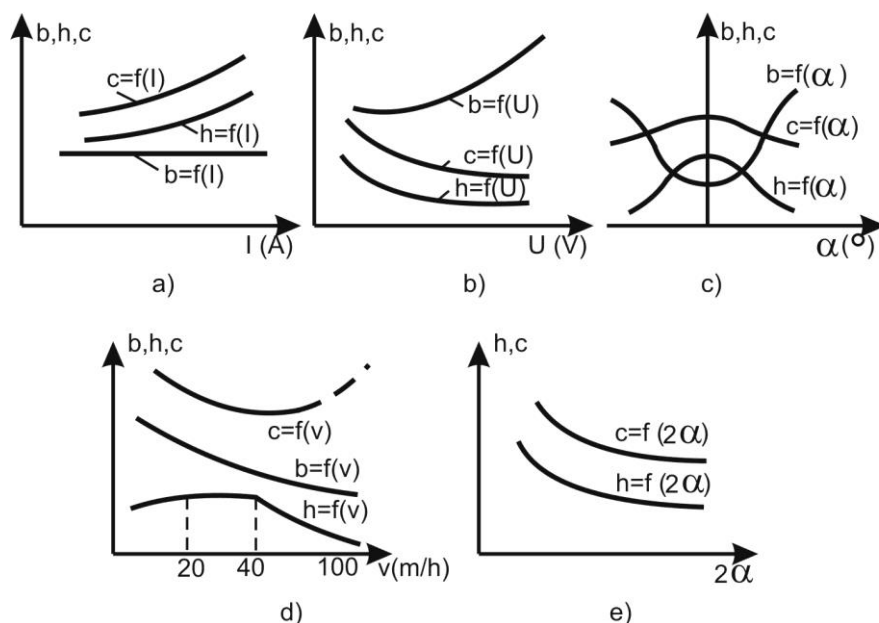 b,h,c
c=f(I)
h=f(I)
b=f(I)
I (A)
a)
b,h,c
b=f(U)
c=f(U)
h=f(U)
U (V)
b)
b,h,c
b=f(α)
c=f(α)
h=f(α)
α(°)
c)
b,h,c
c=f(v)
b=f(v)
h=f(v)
20 40 100 v(m/h)
d)
h,c
c=f (2α)
h=f (2α)
2α
e)